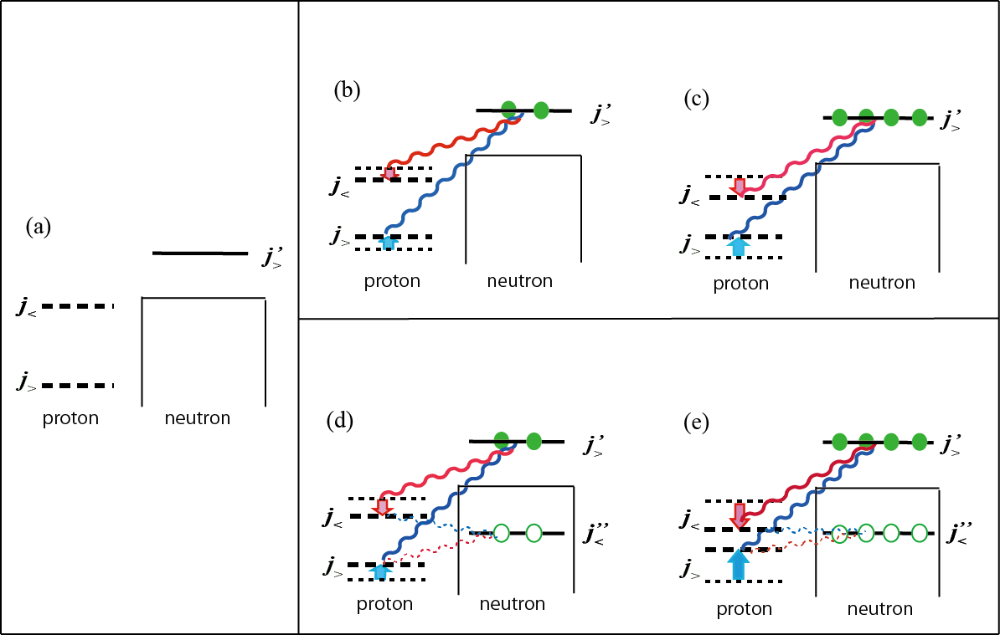 (a)
j'>
j<
j>
proton neutron
(b)
j'>
j<
j>
proton neutron
(c)
j'>
j<
j>
proton neutron
(d)
j'>
j<
j''<
j>
proton neutron
(e)
j'>
j<
j''<
j>
proton neutron